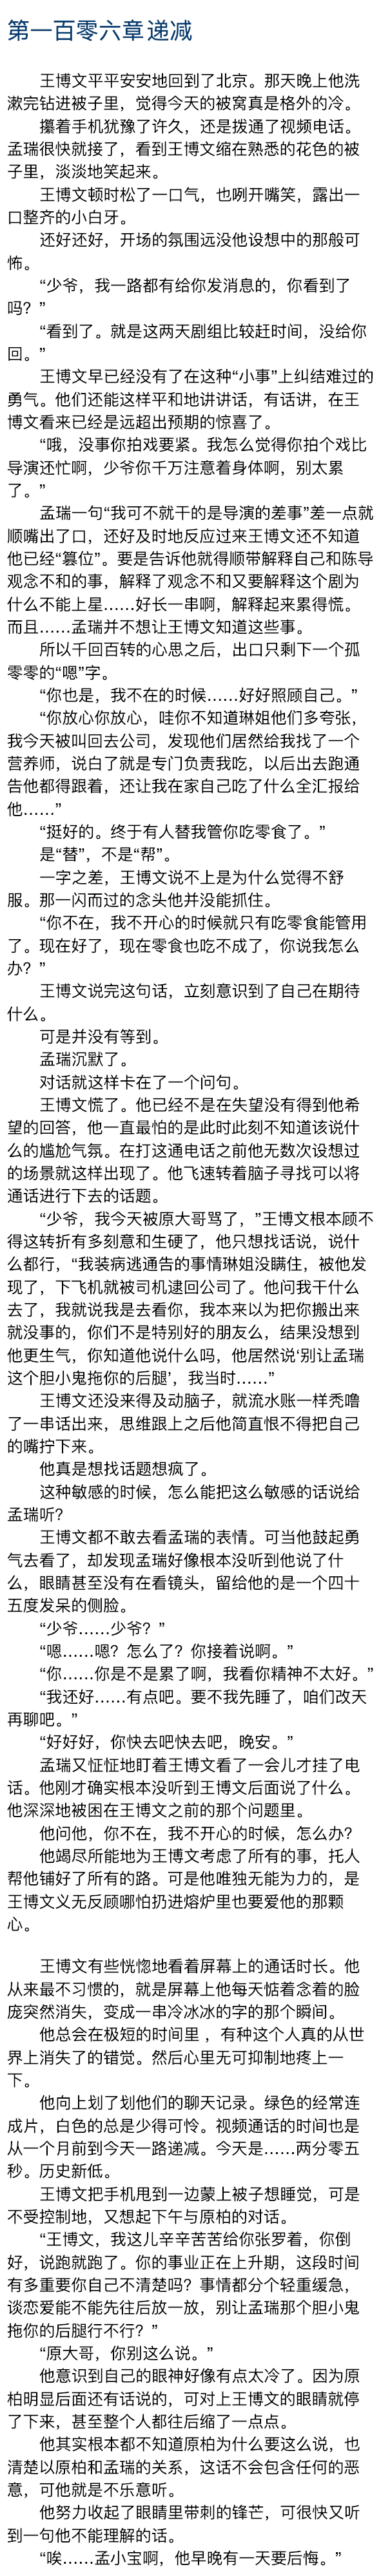 第一百零六章递减
王博文平平安安地回到了北京。那天晚上他洗
漱完钻进被子里，觉得今天的被窝真是格外的冷。
攥着手机犹豫了许久，还是拨通了视频电话。
孟瑞很快就接了，看到王博文缩在熟悉的花色的被
子里，淡淡地笑起来。
王博文顿时松了一口气，也咧开嘴笑，露出一
口整齐的小白牙。
还好还好，开场的氛围远没他设想中的那般可
怖。
“少爷，我一路都有给你发消息的，你看到了
吗？”
“看到了。就是这两天剧组比较赶时间，没给你
回。”
王博文早已经没有了在这种“小事”上纠结难过的
勇气。他们还能这样平和地讲讲话，有话讲，在王
博文看来已经是远超出预期的惊喜了。
“哦，没事你拍戏要紧。我怎么觉得你拍个戏比
导演还忙啊，少爷你千万注意着身体啊，别太累
了。”
孟瑞一句“我可不就干的是导演的差事”差一点就
顺嘴出了口，还好及时地反应过来王博文还不知道
他已经“篡位”。要是告诉他就得顺带解释自己和陈导
观念不和的事，解释了观念不和又要解释这个剧为
什么不能上星……好长一串啊，解释起来累得慌。
而且……孟瑞并不想让王博文知道这些事。
所以千回百转的心思之后，出口只剩下一个孤
零零的“嗯”字。
“你也是，我不在的时候……好好照顾自己。”
“你放心你放心，哇你不知道琳姐他们多夸张，
我今天被叫回去公司，发现他们居然给我找了一个
营养师，说白了就是专门负责我吃，以后出去跑通
告他都得跟着，还让我在家自己吃了什么全汇报给
他……”
“挺好的。终于有人替我管你吃零食了。”
是“替”，不是“帮”。
一字之差，王博文说不上是为什么觉得不舒
服。那一闪而过的念头他并没能抓住。
“你不在，我不开心的时候就只有吃零食能管用
了。现在好了，现在零食也吃不成了，你说我怎么
办？”
王博文说完这句话，立刻意识到了自己在期待
什么。
可是并没有等到。
孟瑞沉默了。
对话就这样卡在了一个问句。
王博文慌了。他已经不是在失望没有得到他希
望的回答，他一直最怕的是此时此刻不知道该说什
么的尴尬气氛。在打这通电话之前他无数次设想过
的场景就这样出现了。他飞速转着脑子寻找可以将
通话进行下去的话题。
“少爷，我今天被原大哥骂了，”王博文根本顾不
得这转折有多刻意和生硬了，他只想找话说，说什
么都行，“我装病逃通告的事情琳姐没瞒住，被他发
现了，下飞机就被司机逮回公司了。他问我干什么
去了，我就说我是去看你，我本来以为把你搬出来
就没事的，你们不是特别好的朋友么，结果没想到
他更生气，你知道他说什么吗，他居然说‘别让孟瑞
这个胆小鬼拖你的后腿’，我当时……”
王博文还没来得及动脑子，就流水账一样秃噜
了一串话出来，思维跟上之后他简直恨不得把自己
的嘴拧下来。
他真是想找话题想疯了。
这种敏感的时候，怎么能把这么敏感的话说给
孟瑞听？
王博文都不敢去看孟瑞的表情。可当他鼓起勇
气去看了，却发现孟瑞好像根本没听到他说了什
么，眼睛甚至没有在看镜头，留给他的是一个四十
五度发呆的侧脸。
“少爷……少爷？”
“嗯……嗯？怎么了？你接着说啊。”
“你……你是不是累了啊，我看你精神不太好。”
“我还好……有点吧。要不我先睡了，咱们改天
再聊吧。”
“好好好，你快去吧快去吧，晚安。”
孟瑞又怔怔地盯着王博文看了一会儿才挂了电
话。他刚才确实根本没听到王博文后面说了什么。
他深深地被困在王博文之前的那个问题里。
他问他，你不在，我不开心的时候，怎么办？
他竭尽所能地为王博文考虑了所有的事，托人
帮他铺好了所有的路。可是他唯独无能为力的，是
王博文义无反顾哪怕扔进熔炉里也要爱他的那颗
心。
王博文有些恍惚地看着屏幕上的通话时长。他
从来最不习惯的，就是屏幕上他每天惦着念着的脸
庞突然消失，变成一串冷冰冰的字的那个瞬间。
他总会在极短的时间里 ，有种这个人真的从世
界上消失了的错觉。然后心里无可抑制地疼上一
下。
他向上划了划他们的聊天记录。绿色的经常连
成片，白色的总是少得可怜。视频通话的时间也是
从一个月前到今天一路递减。今天是……两分零五
秒。历史新低。
王博文把手机甩到一边蒙上被子想睡觉，可是
不受控制地，又想起下午与原柏的对话。
“王博文，我这儿辛辛苦苦给你张罗着，你倒
好，说跑就跑了。你的事业正在上升期，这段时间
有多重要你自己不清楚吗？事情都分个轻重缓急，
谈恋爱能不能先往后放一放，别让孟瑞那个胆小鬼
拖你的后腿行不行？”
“原大哥，你别这么说。”
他意识到自己的眼神好像有点太冷了。因为原
柏明显后面还有话说的，可对上王博文的眼睛就停
了下来，甚至整个人都往后缩了一点点。
他其实根本都不知道原柏为什么要这么说，也
清楚以原柏和孟瑞的关系，这话不会包含任何的恶
意，可他就是不乐意听。
他努力收起了眼睛里带刺的锋芒，可很快又听
到一句他不能理解的话。
“唉……孟小宝啊，他早晚有一天要后悔。”